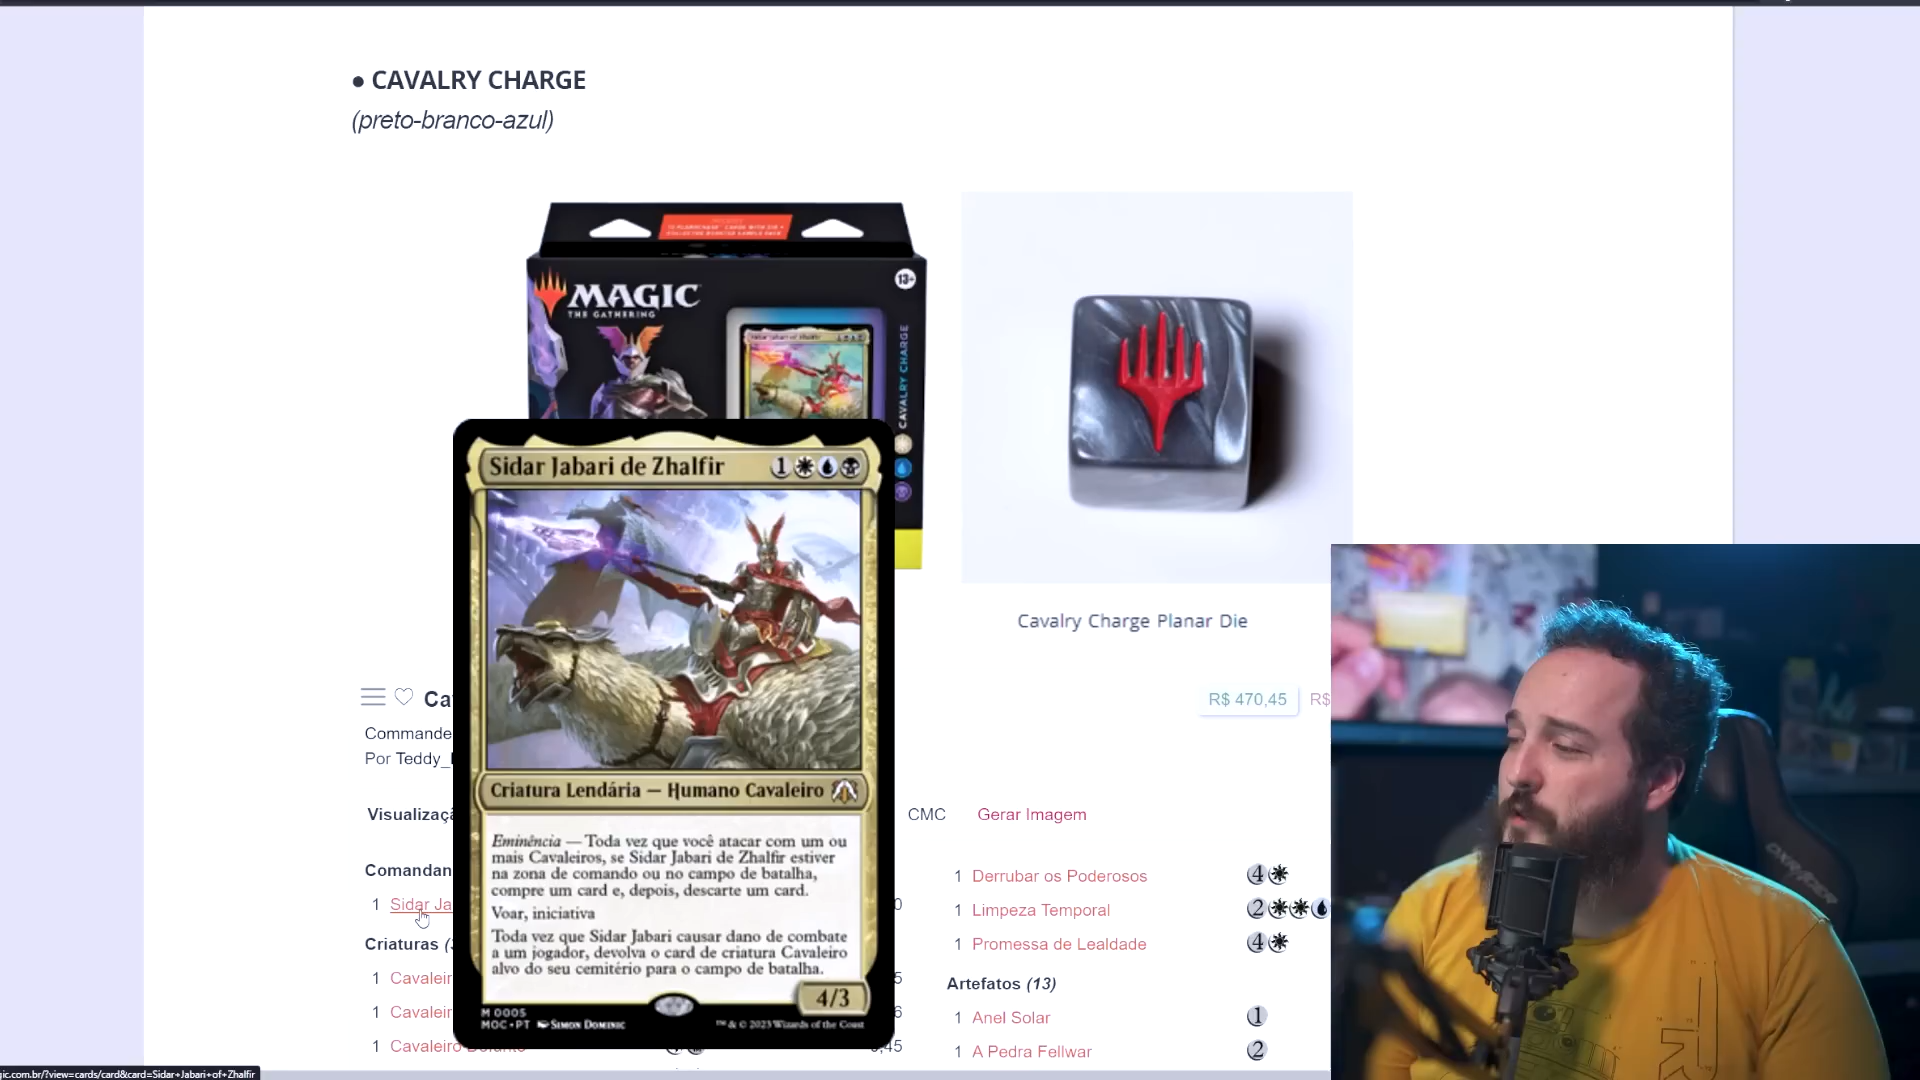 ● CAVALRY CHARGE
(preto-branco-azul)
MAGIC
THE GATHERING
13+
CAVALRY CHARGE
Sidar Jabari de Zhalfir 1
Criatura Lendária — Humano Cavaleiro
Eminência — Toda vez que você atacar com um ou
mais Cavaleiros, se Sidar Jabari de Zhalfir estiver
na zona de comando ou no campo de batalha,
compre um card e, depois, descarte um card.
Voar, iniciativa
Toda vez que Sidar Jabari causar dano de combate
a um jogador, devolva o card de criatura Cavaleiro
alvo do seu cemitério para o campo de batalha.
4/3
M 0005
MOC • PT SIMON DOMINIC
™ & © 2023 Wizards of the Coast
Cavalry Charge Planar Die
Ca
R$ 470,45 R$
Commande
Por Teddy_
Visualizaç
CMC Gerar Imagem
Comandan
1 Sidar Ja
0
Criaturas (
1 Cavaleir
5
1 Cavaleir
6
1 Cavaleiro
,45
1 Derrubar os Poderosos 4
1 Limpeza Temporal 2
1 Promessa de Lealdade 4
Artefatos (13)
1 Anel Solar 1
1 A Pedra Fellwar 2
gic.com.br/?view=cards/card&card=Sidar+Jabari+of+Zhalfir